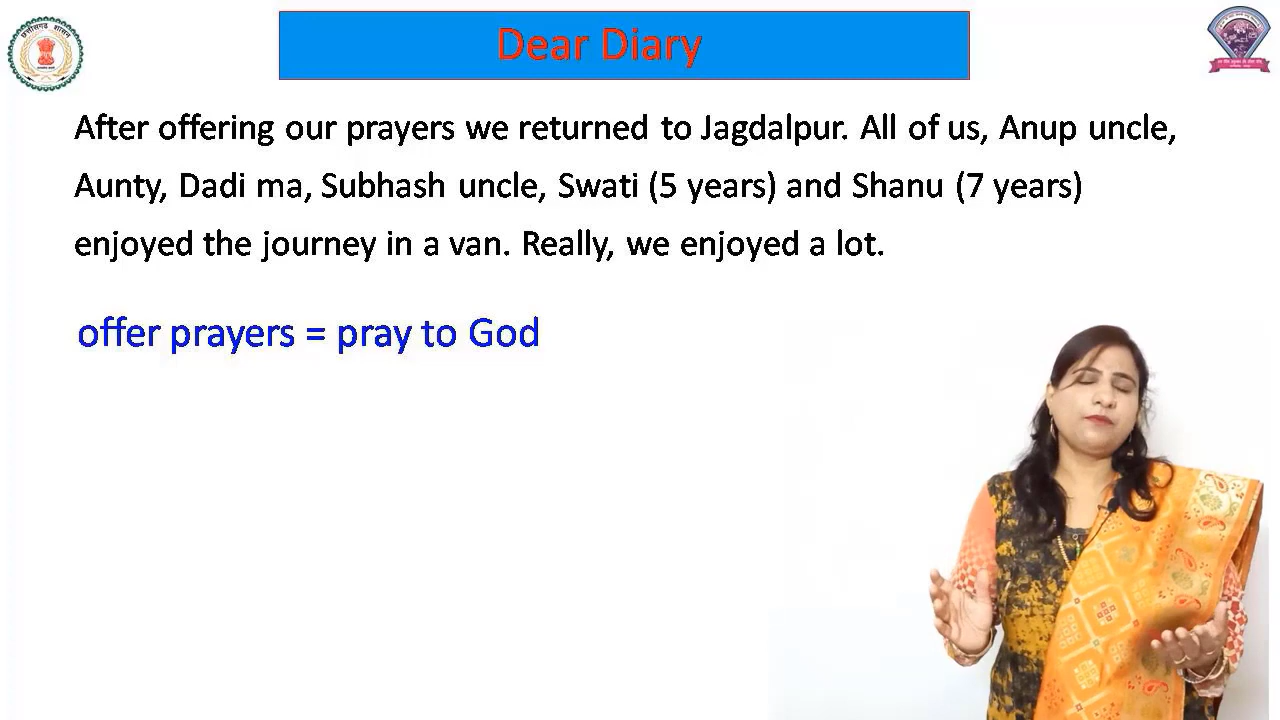 Dear Diary
After offering our prayers we returned to Jagdalpur. All of us, Anup uncle,
Aunty, Dadi ma, Subhash uncle, Swati (5 years) and Shanu (7 years)
enjoyed the journey in a van. Really, we enjoyed a lot.
offer prayers = pray to God